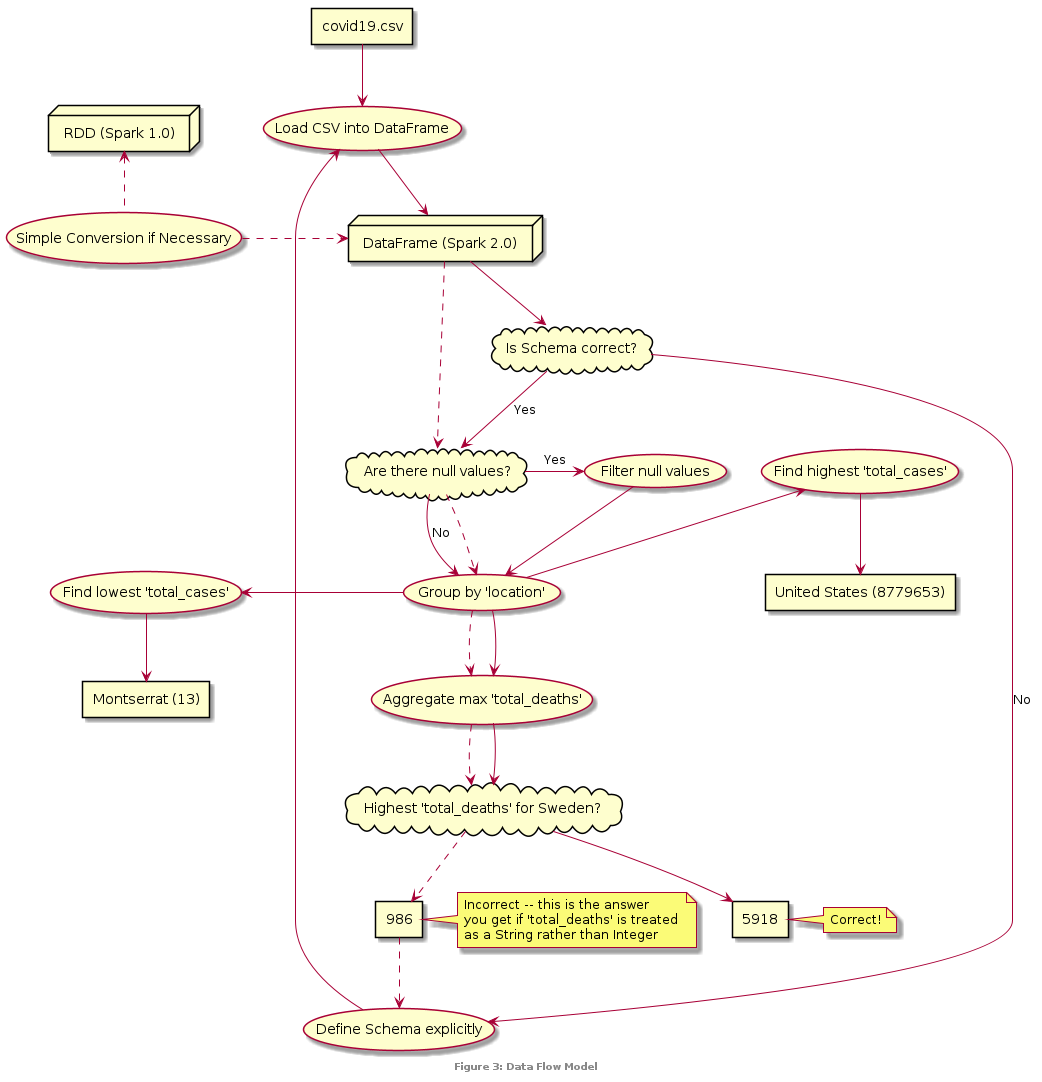 covid19.csv
RDD (Spark 1.0)
Load CSV into DataFrame
Simple Conversion if Necessary
DataFrame (Spark 2.0)
Is Schema correct?
Yes
Are there null values?
Yes
Filter null values
Find highest 'total_cases'
No
Find lowest 'total_cases'
Group by 'location'
United States (8779653)
Montserrat (13)
Aggregate max 'total_deaths'
No
Highest 'total_deaths' for Sweden?
986
Incorrect -- this is the answer
you get if 'total_deaths' is treated
as a String rather than Integer
5918
Correct!
Define Schema explicitly
Figure 3: Data Flow Model